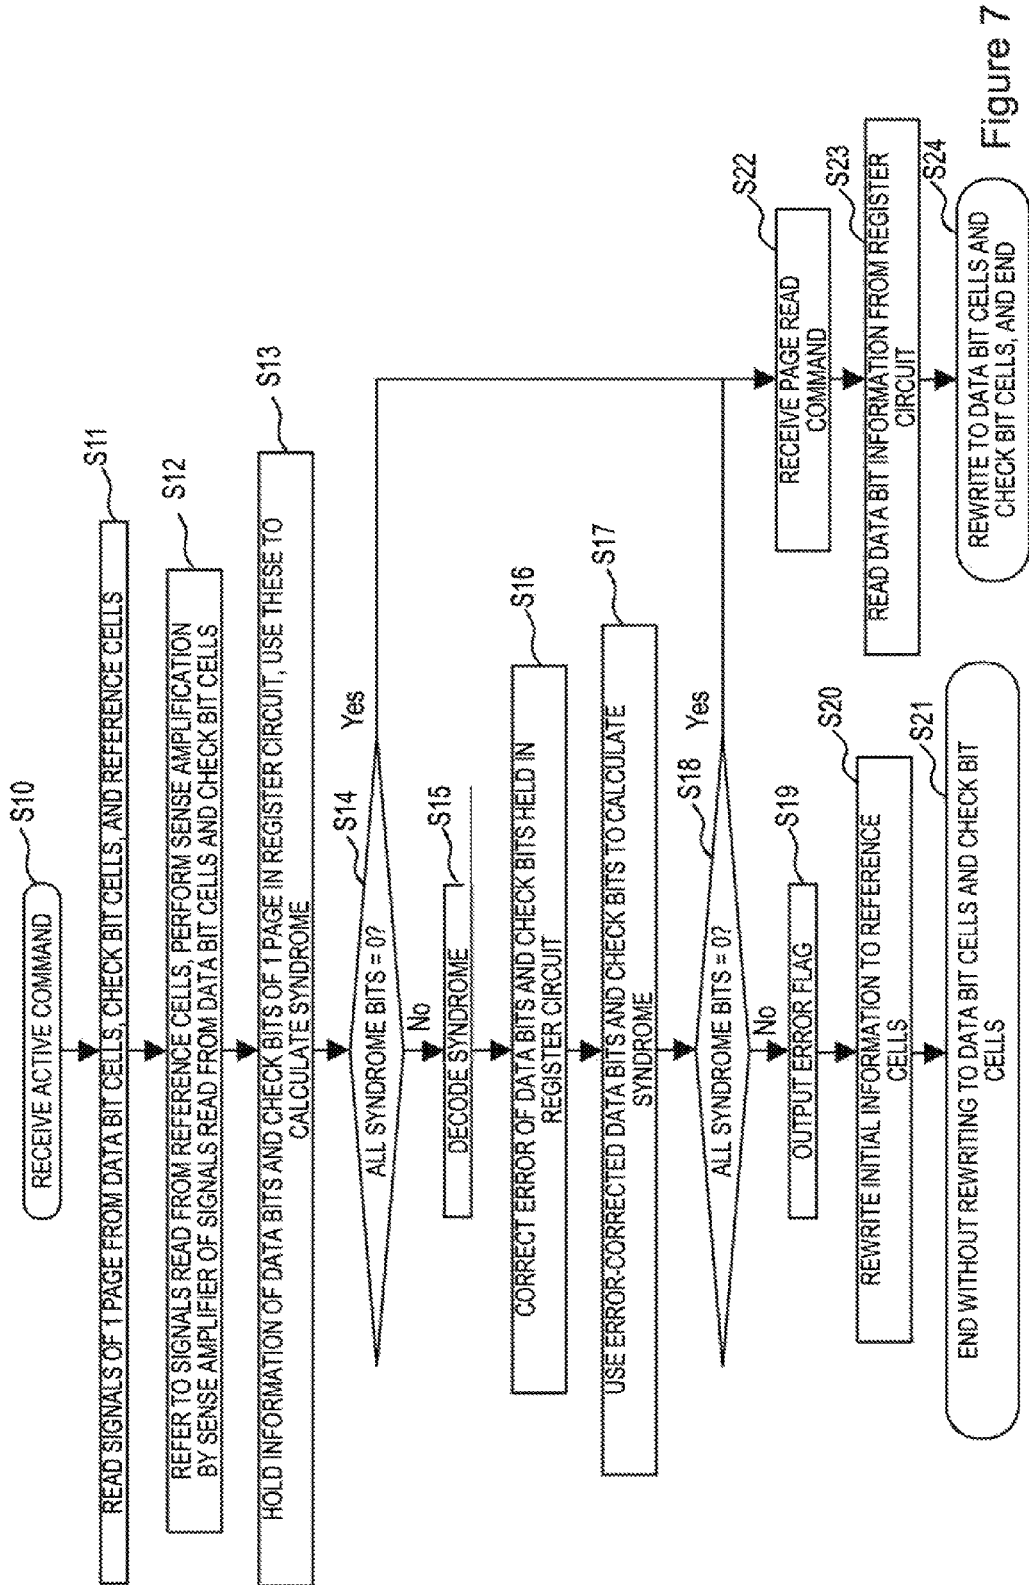 S10
RECEIVE ACTIVE COMMAND
S11
READ SIGNALS OF 1 PAGE FROM DATA BIT CELLS, CHECK BIT CELLS, AND REFERENCE CELLS
S12
REFER TO SIGNALS READ FROM REFERENCE CELLS, PERFORM SENSE AMPLIFICATION
BY SENSE AMPLIFIER OF SIGNALS READ FROM DATA BIT CELLS AND CHECK BIT CELLS
S13
HOLD INFORMATION OF DATA BITS AND CHECK BITS OF 1 PAGE IN REGISTER CIRCUIT, USE THESE TO
CALCULATE SYNDROME
S14
ALL SYNDROME BITS = 0?
Yes
No
S15
DECODE SYNDROME
S16
CORRECT ERROR OF DATA BITS AND CHECK BITS HELD IN
REGISTER CIRCUIT
S17
USE ERROR-CORRECTED DATA BITS AND CHECK BITS TO CALCULATE
SYNDROME
S18
ALL SYNDROME BITS = 0?
Yes
No
S19
OUTPUT ERROR FLAG
S20
REWRITE INITIAL INFORMATION TO REFERENCE
CELLS
S21
END WITHOUT REWRITING TO DATA BIT CELLS AND CHECK BIT
CELLS
S22
RECEIVE PAGE READ
COMMAND
S23
READ DATA BIT INFORMATION FROM REGISTER
CIRCUIT
S24
REWRITE TO DATA BIT CELLS AND
CHECK BIT CELLS, AND END
Figure 7